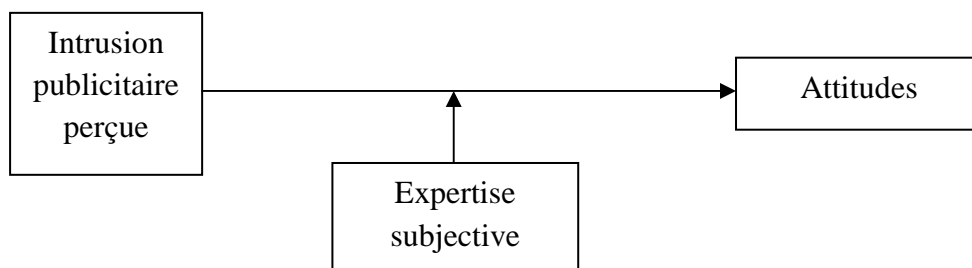 Intrusion
publicitaire
perçue
Attitudes
Expertise
subjective